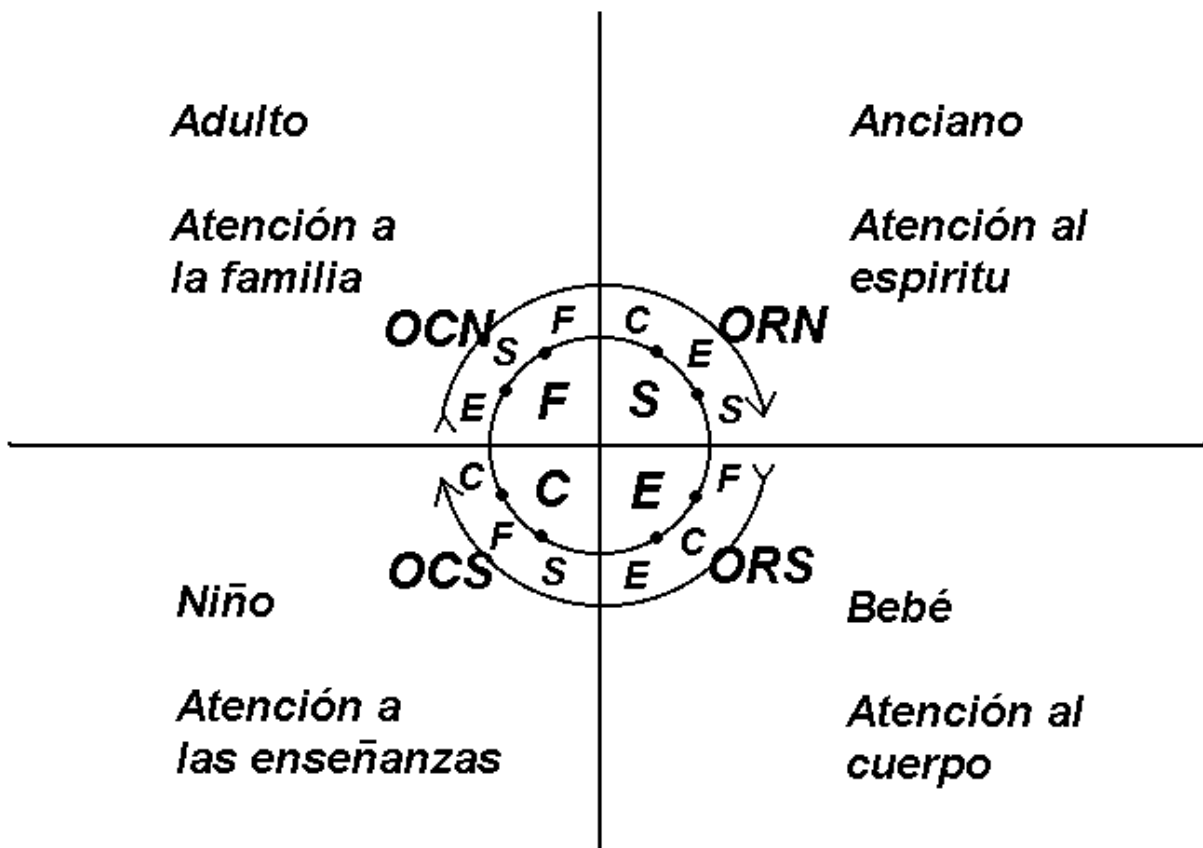 Adulto
Atención a
la familia
Anciano
Atención al
espiritu
OCN
ORN
F
C
S
E
E
S
F
S
C
E
C
F
F
C
S
E
OCS
ORS
Niño
Atención a
las enseñanzas
Bebé
Atención al
cuerpo